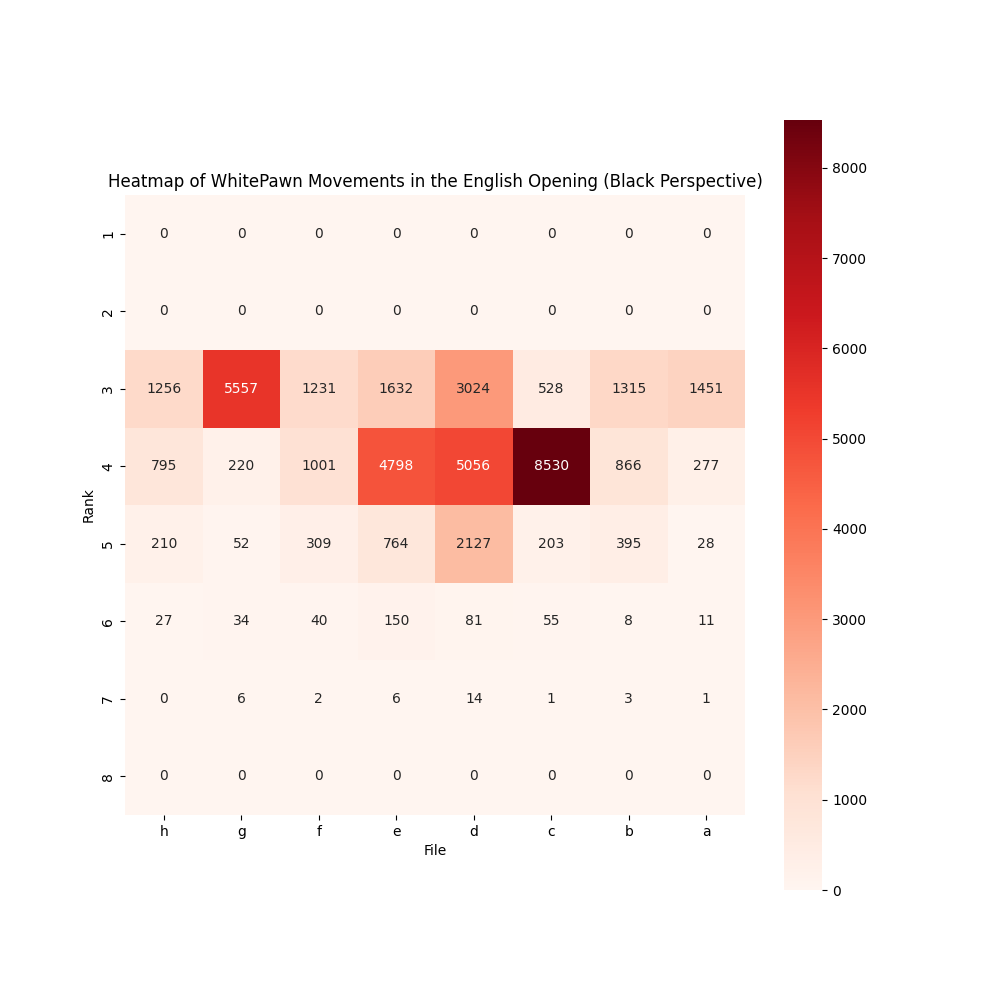 Heatmap of WhitePawn Movements in the English Opening (Black Perspective)
1 0 0 0 0 0 0 0 0
2 0 0 0 0 0 0 0 0
3 1256 5557 1231 1632 3024 528 1315 1451
4 795 220 1001 4798 5056 8530 866 277
5 210 52 309 764 2127 203 395 28
6 27 34 40 150 81 55 8 11
7 0 6 2 6 14 1 3 1
8 0 0 0 0 0 0 0 0
h g f e d c b a
File
Rank
8000
7000
6000
5000
4000
3000
2000
1000
0